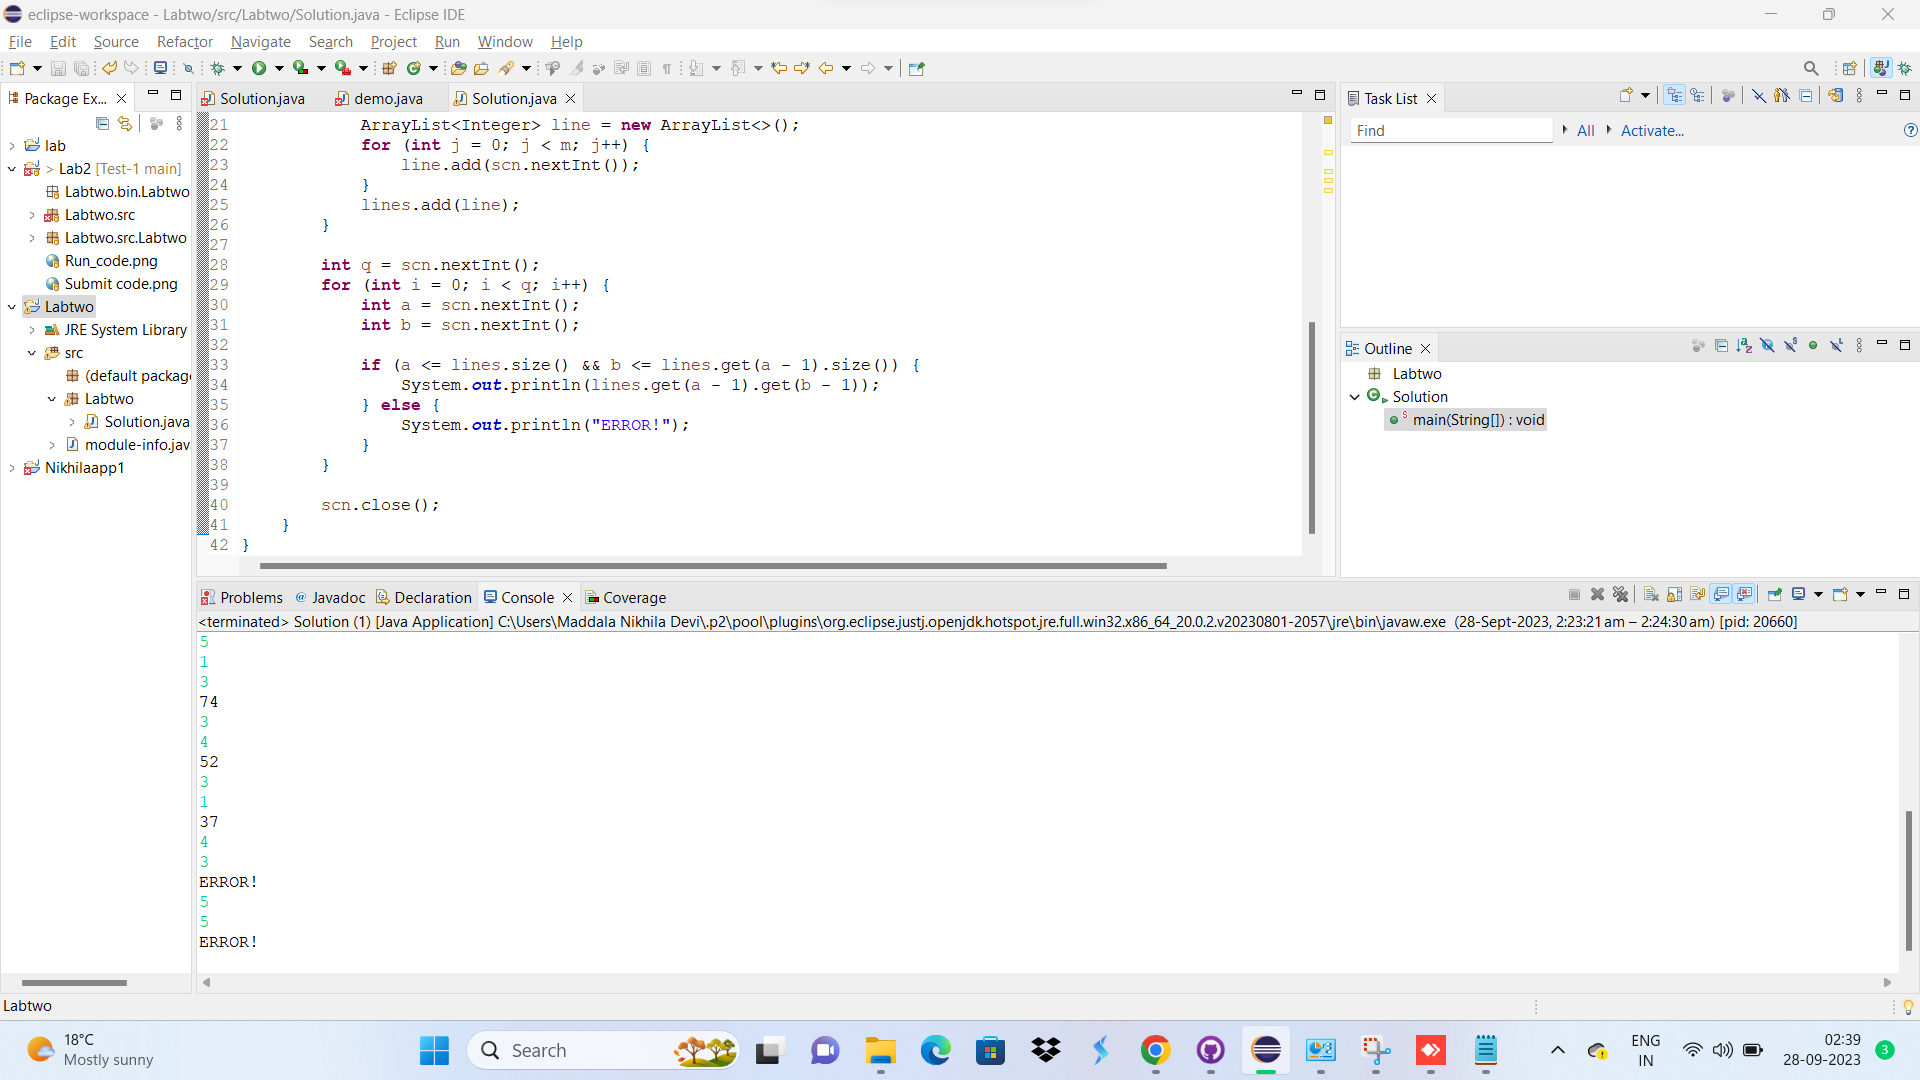 eclipse-workspace - Labtwo/src/Labtwo/Solution.java - Eclipse IDE
File Edit Source Refactor Navigate Search Project Run Window Help
Package Ex...
lab
> Lab2 [Test-1 main]
Labtwo.bin.Labtwo
Labtwo.src
Labtwo.src.Labtwo
Run_code.png
Submit code.png
Labtwo
JRE System Library
src
(default package
Labtwo
Solution.java
module-info.jav
Nikhilaapp1
Solution.java demo.java Solution.java
21 ArrayList<Integer> line = new ArrayList<>();
22 for (int j = 0; j < m; j++) {
23 line.add(scn.nextInt());
24 }
25 lines.add(line);
26 }
27
28 int q = scn.nextInt();
29 for (int i = 0; i < q; i++) {
30 int a = scn.nextInt();
31 int b = scn.nextInt();
32
33 if (a <= lines.size() && b <= lines.get(a - 1).size()) {
34 System.out.println(lines.get(a - 1).get(b - 1));
35 } else {
36 System.out.println("ERROR!");
37 }
38 }
39
40 scn.close();
41 }
42 }
Task List
Find All Activate...
Outline
Labtwo
Solution
main(String[]) : void
Problems Javadoc Declaration Console Coverage
<terminated> Solution (1) [Java Application] C:\Users\Maddala Nikhila Devi\.p2\pool\plugins\org.eclipse.justj.openjdk.hotspot.jre.full.win32.x86_64_20.0.2.v20230801-2057\jre\bin\javaw.exe (28-Sept-2023, 2:23:21 am – 2:24:30 am) [pid: 20660]
5
1
3
74
3
4
52
3
1
37
4
3
ERROR!
5
5
ERROR!
Labtwo
18°C
Mostly sunny
Search
ENG
IN
02:39
28-09-2023
3